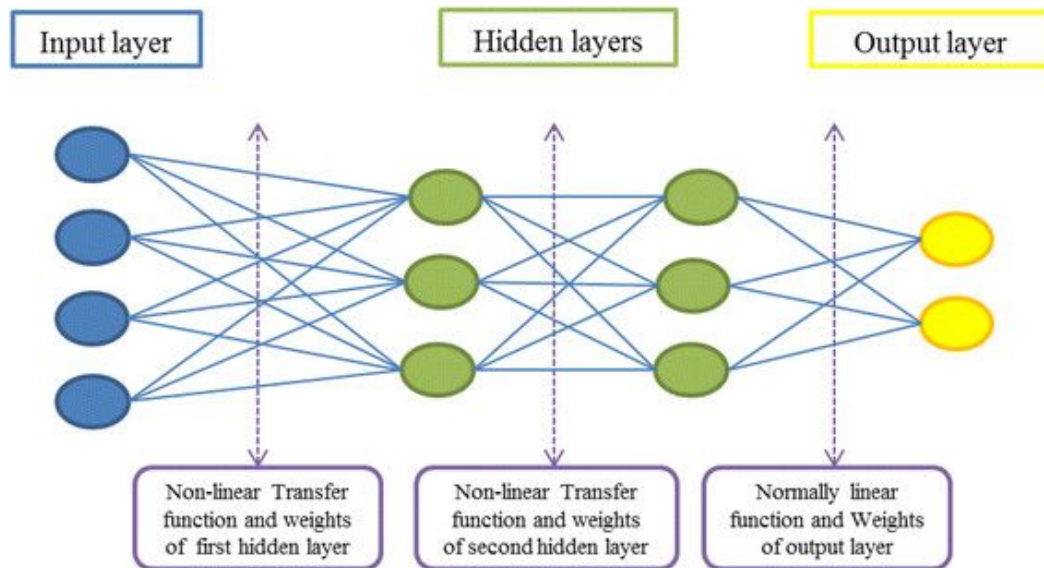 Input layer
Hidden layers
Output layer
Non-linear Transfer
function and weights
of first hidden layer
Non-linear Transfer
function and weights
of second hidden layer
Normally linear
function and Weights
of output layer